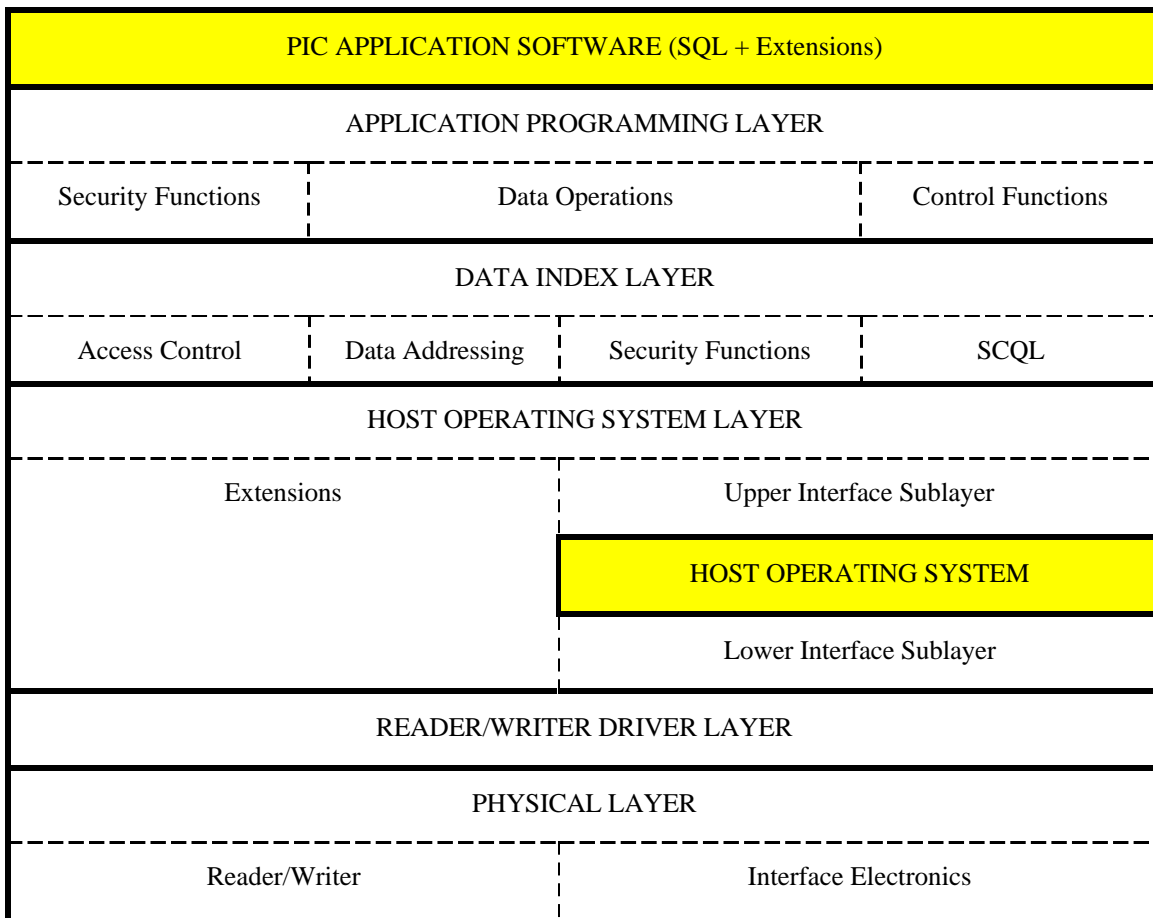 PIC APPLICATION SOFTWARE (SQL + Extensions)
APPLICATION PROGRAMMING LAYER
Security Functions
Data Operations
Control Functions
DATA INDEX LAYER
Access Control
Data Addressing
Security Functions
SCQL
HOST OPERATING SYSTEM LAYER
Extensions
Upper Interface Sublayer
HOST OPERATING SYSTEM
Lower Interface Sublayer
READER/WRITER DRIVER LAYER
PHYSICAL LAYER
Reader/Writer
Interface Electronics